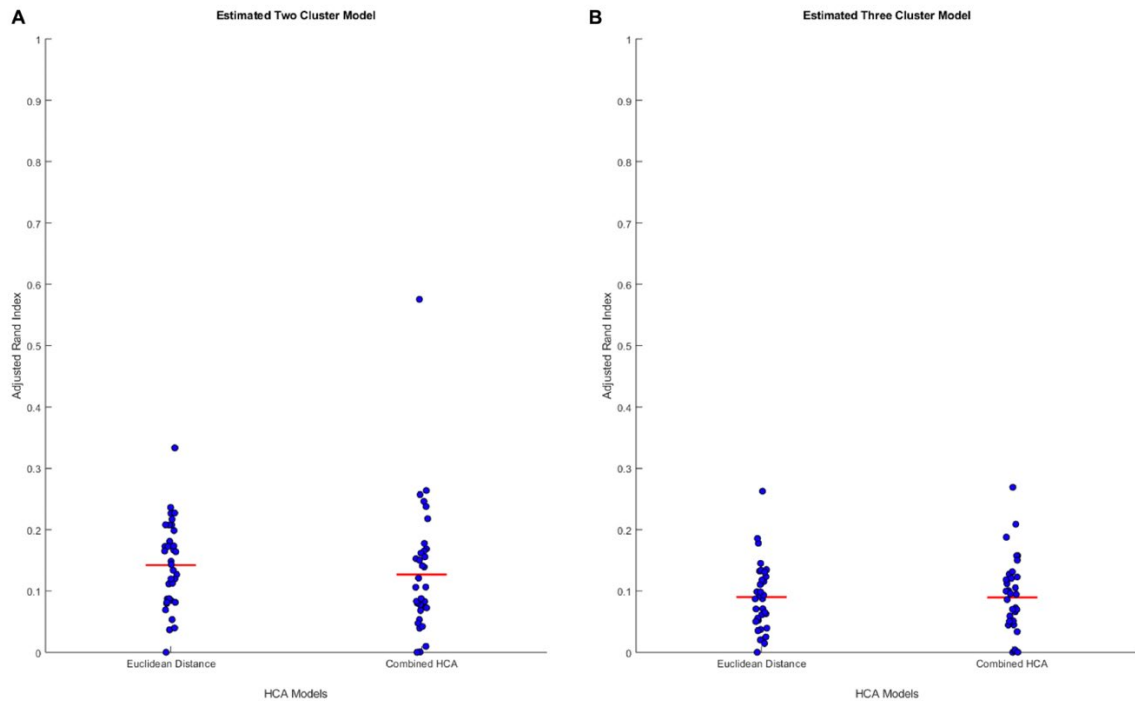 A
Estimated Two Cluster Model
1
0.9
0.8
0.7
0.6
0.5
0.4
0.3
0.2
0.1
0
Adjusted Rand Index
Euclidean Distance
Combined HCA
HCA Models
B
Estimated Three Cluster Model
1
0.9
0.8
0.7
0.6
0.5
0.4
0.3
0.2
0.1
0
Adjusted Rand Index
Euclidean Distance
Combined HCA
HCA Models